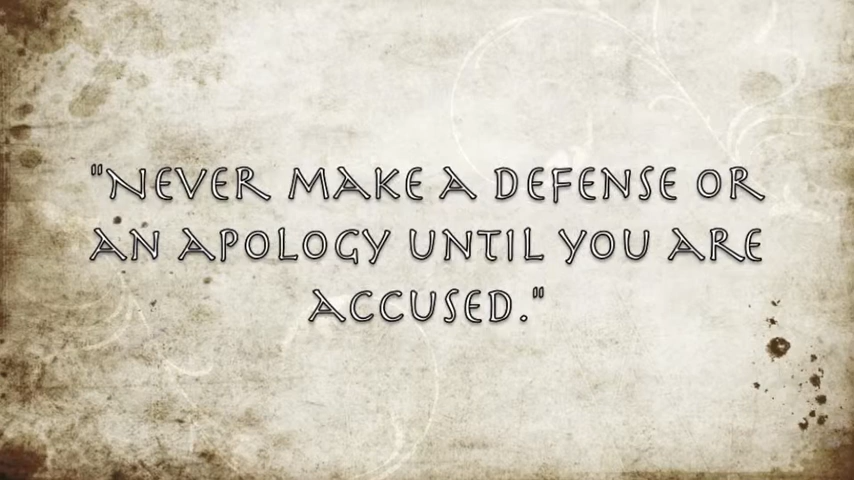 "NEVER MAKE A DEFENSE OR
AN APOLOGY UNTIL YOU ARE
ACCUSED."